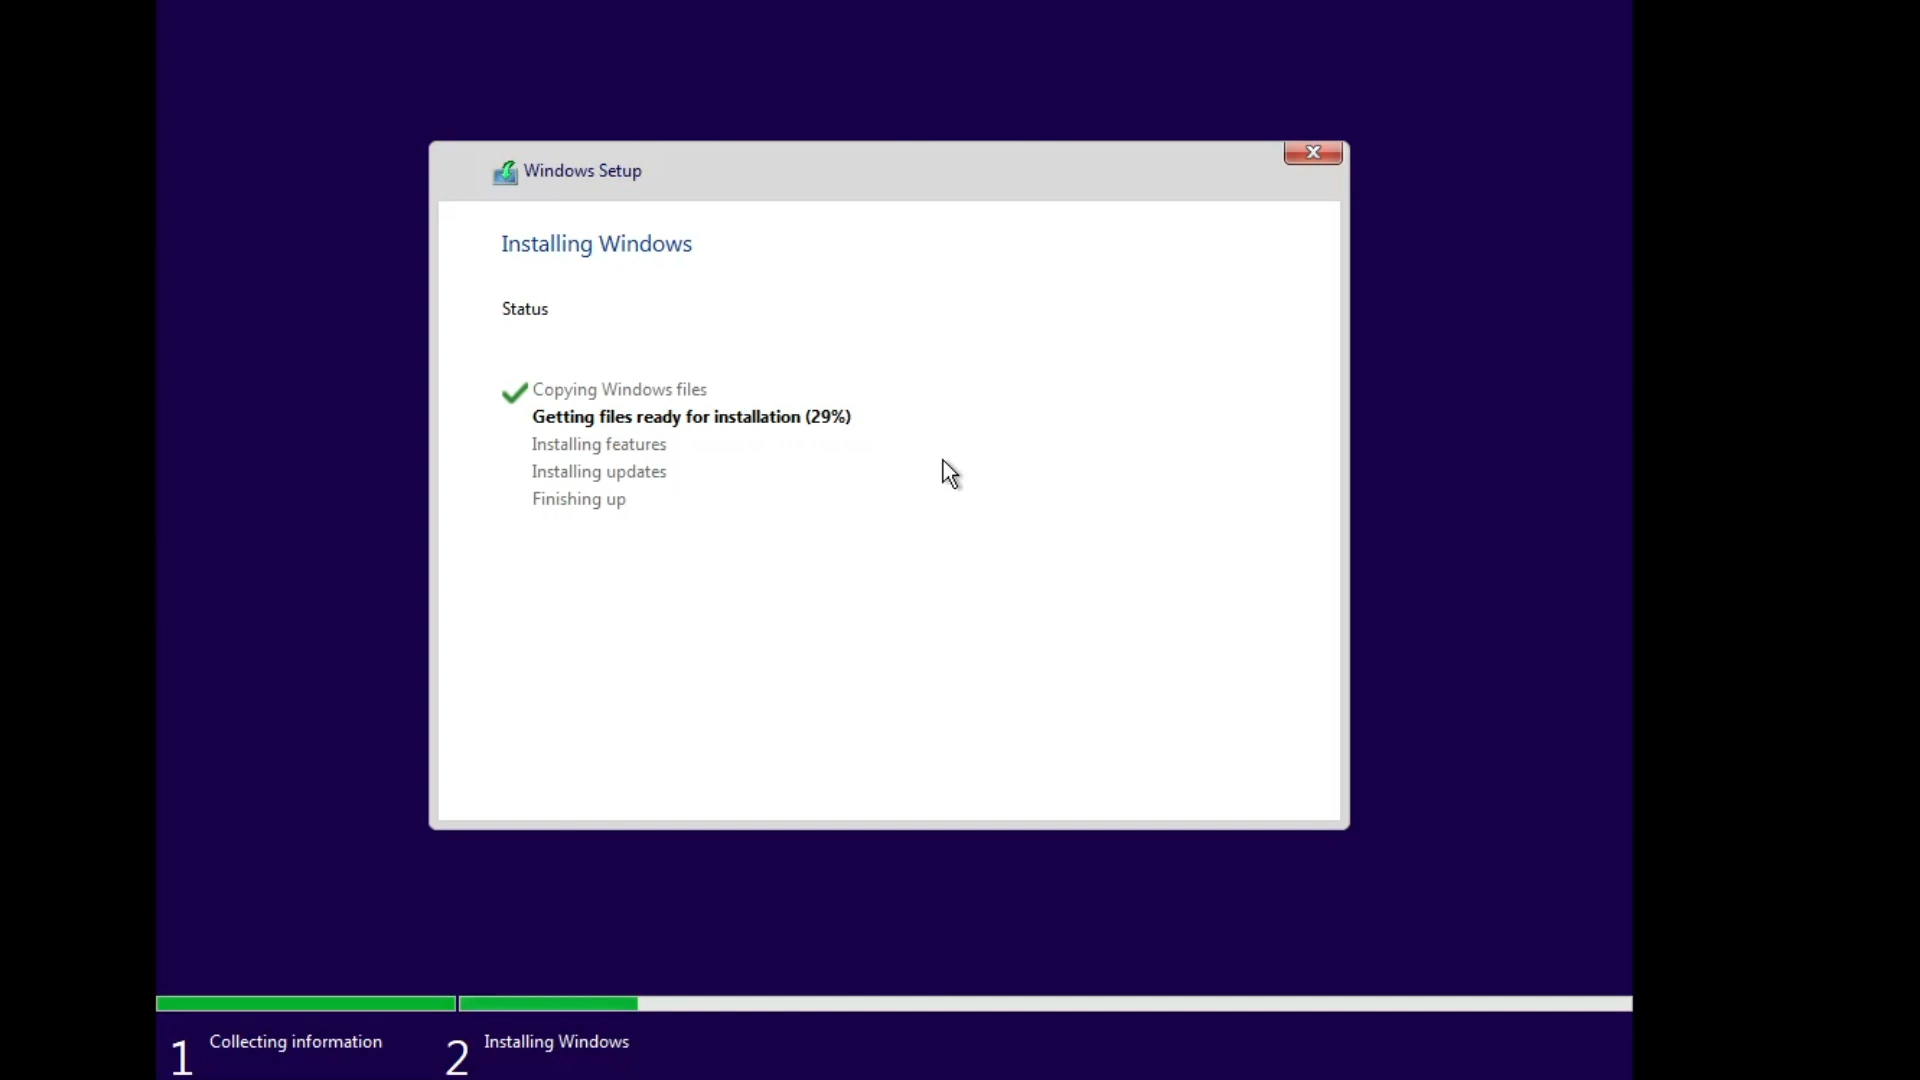 Windows Setup
Installing Windows
Status
Copying Windows files
Getting files ready for installation (29%)
Installing features
Installing updates
Finishing up
1 Collecting information
2 Installing Windows